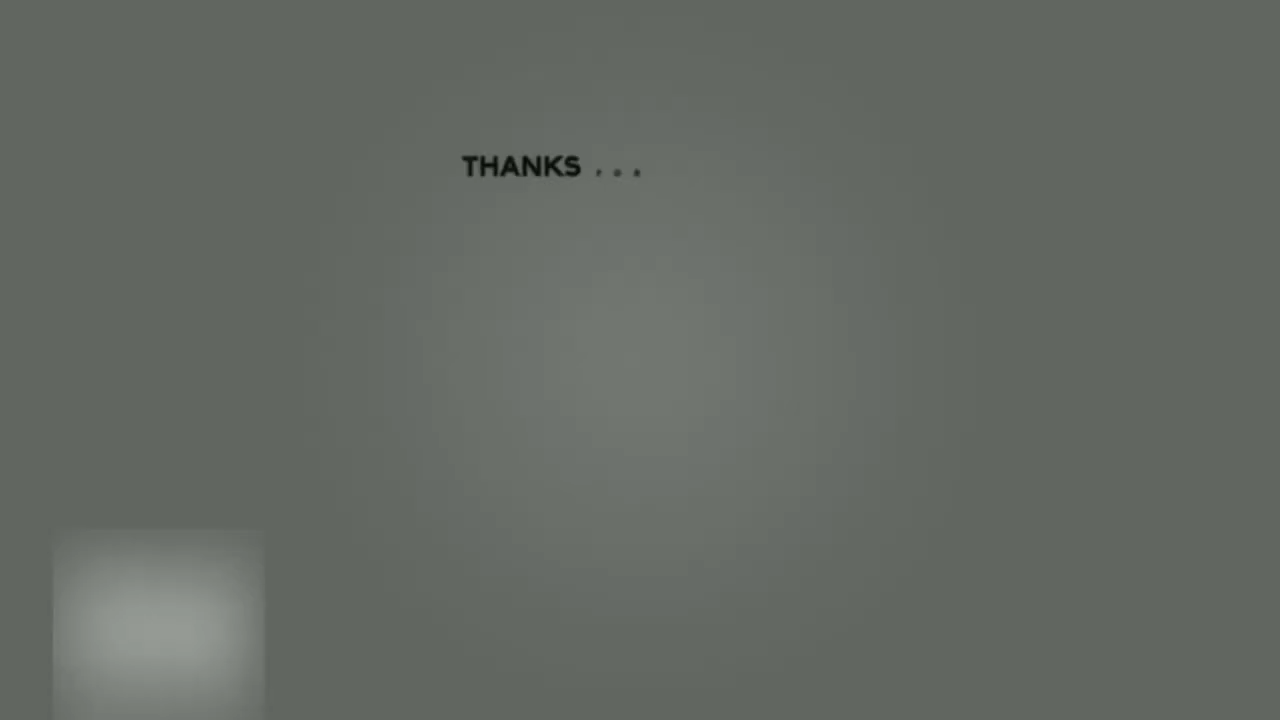 THANKS . . .